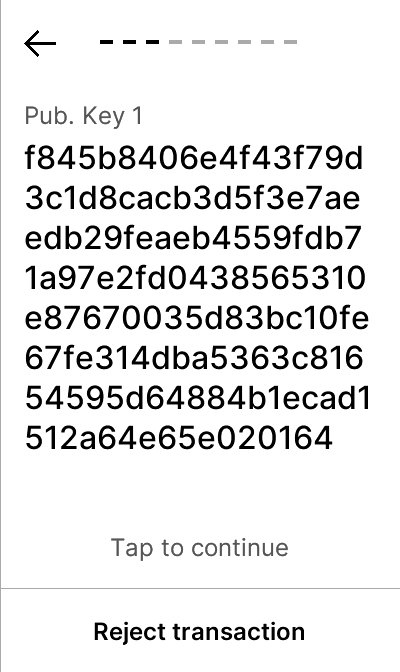 Pub. Key 1
f845b8406e4f43f79d
3c1d8cacb3d5f3e7ae
edb29feaeb4559fdb7
1a97e2fd0438565310
e87670035d83bc10fe
67fe314dba5363c816
54595d64884b1ecad1
512a64e65e020164
Tap to continue
Reject transaction